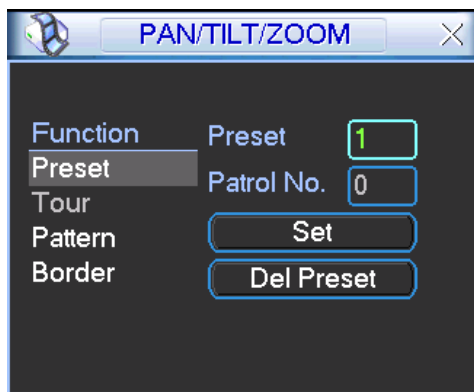 PAN/TILT/ZOOM
Function
Preset
Tour
Pattern
Border
Preset 1
Patrol No. 0
Set
Del Preset